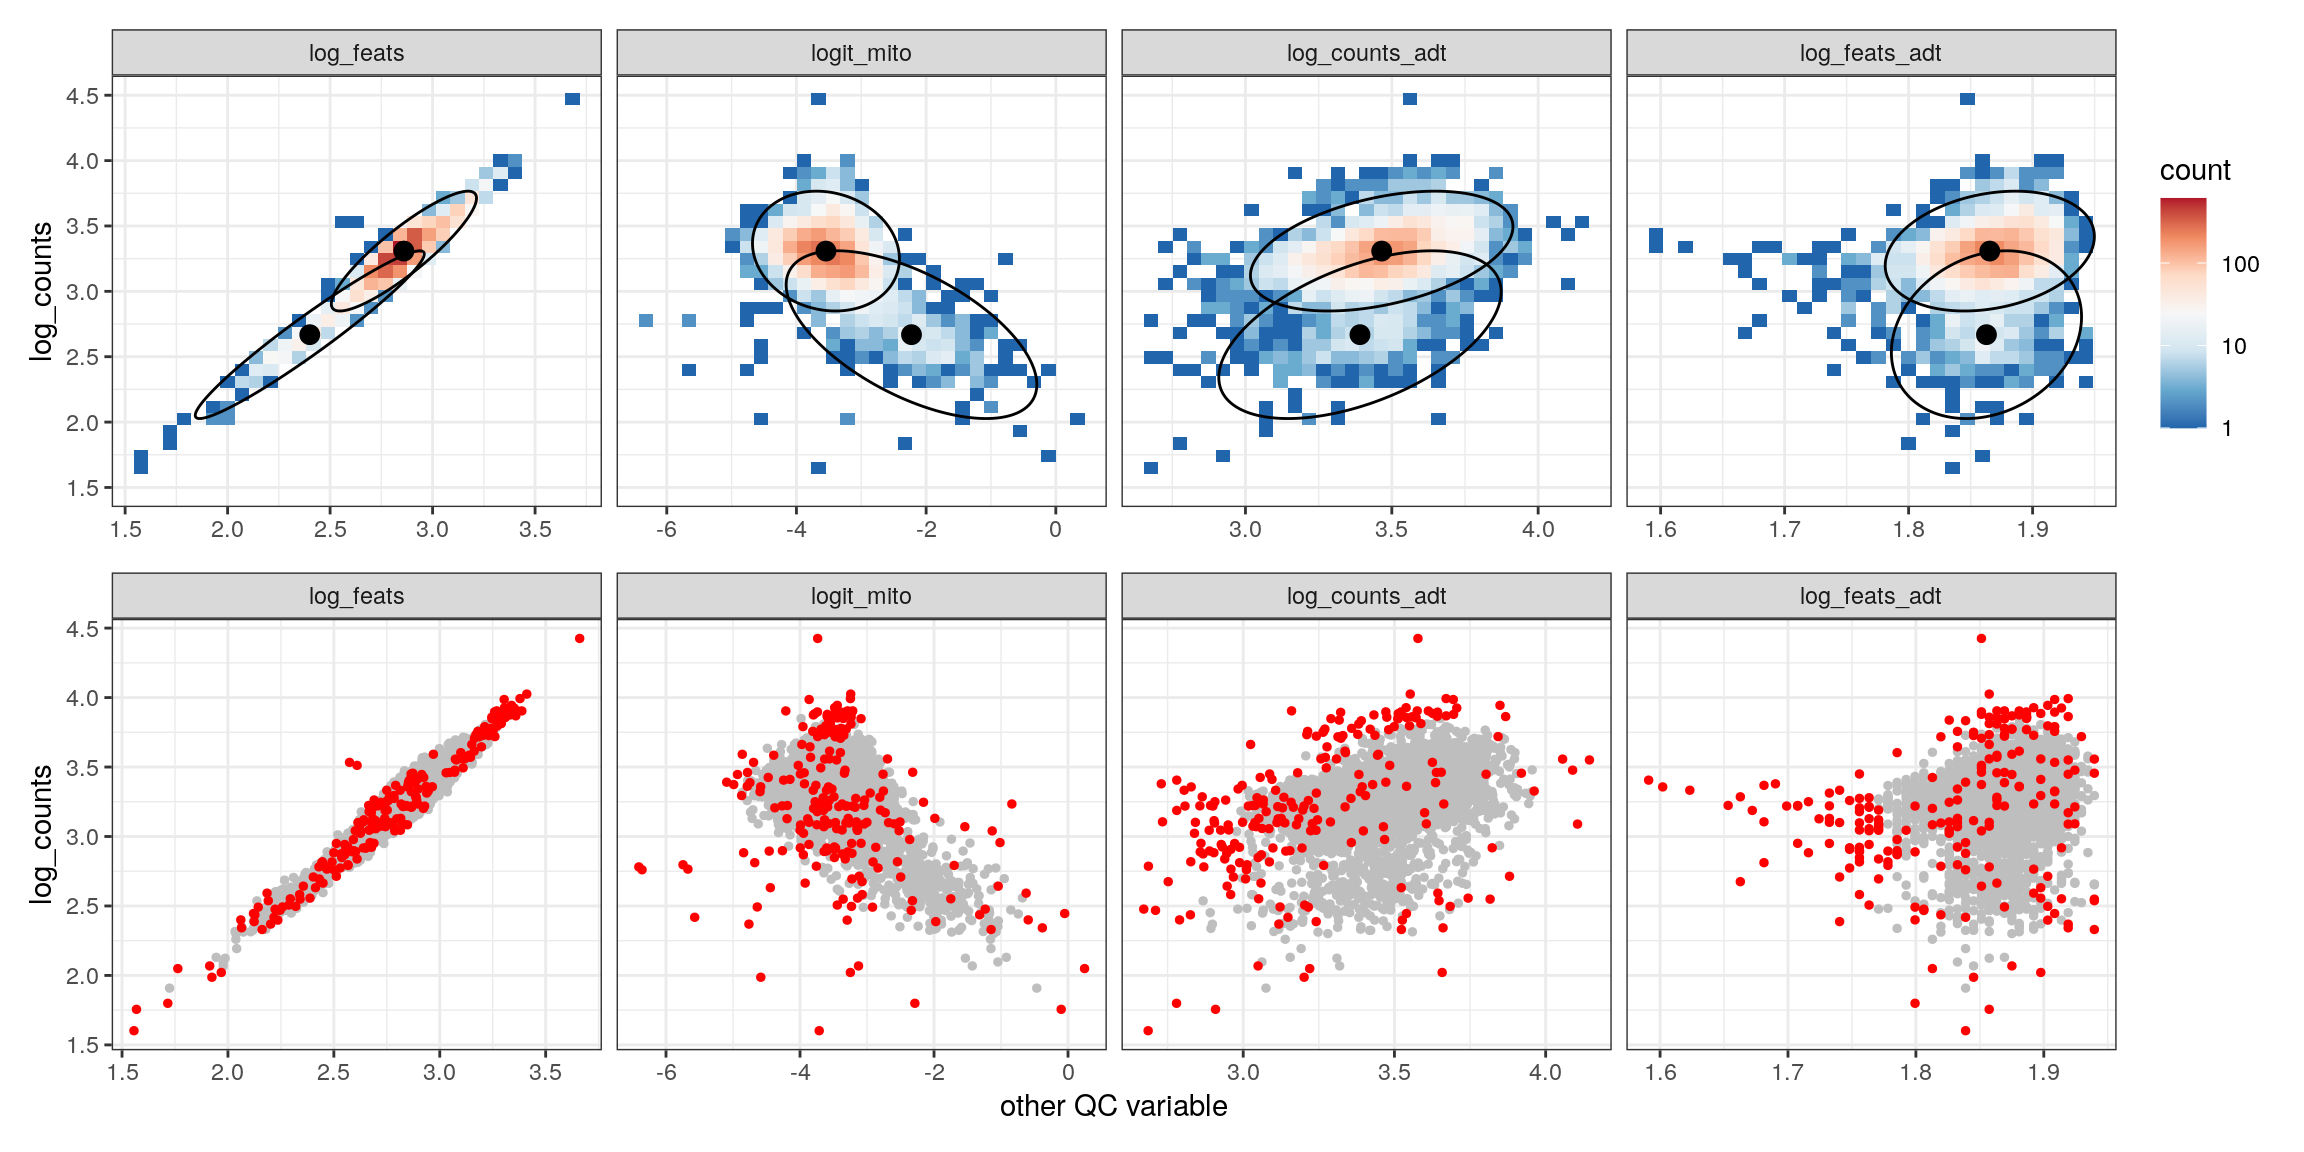 log_feats
logit_mito
log_counts_adt
log_feats_adt
log_counts
4.5
4.0
3.5
3.0
2.5
2.0
1.5
1.5 2.0 2.5 3.0 3.5
-6 -4 -2 0
3.0 3.5 4.0
1.6 1.7 1.8 1.9
count
100
10
1
log_feats
logit_mito
log_counts_adt
log_feats_adt
log_counts
4.5
4.0
3.5
3.0
2.5
2.0
1.5
1.5 2.0 2.5 3.0 3.5
-6 -4 -2 0
3.0 3.5 4.0
1.6 1.7 1.8 1.9
other QC variable